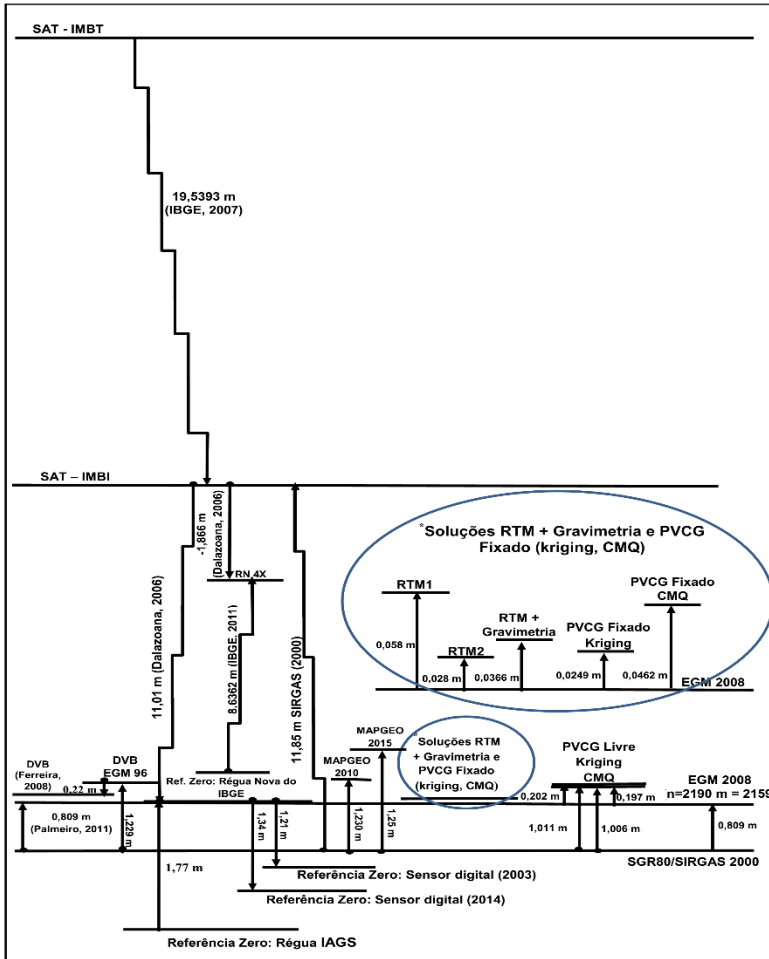 SAT - IMBT
19,5393 m
(IBGE, 2007)
SAT – IMBI
-1,866 m
(Dalazoana, 2006)
RN 4X
11,01 m (Dalazoana, 2006)
8.6362 m (IBGE, 2011)
11,85 m SIRGAS (2000)
*Soluções RTM + Gravimetria e PVCG
Fixado (kriging, CMQ)
RTM1
RTM2
RTM +
Gravimetria
PVCG Fixado
Kriging
PVCG Fixado
CMQ
0,058 m
0,028 m
0,0366 m
0,0249 m
0,0462 m
EGM 2008
DVB
(Ferreira,
2008)
DVB
EGM 96
0,22 m
Ref. Zero: Régua Nova do
IBGE
MAPGEO
2010
MAPGEO
2015
*Soluções RTM
+ Gravimetria e
PVCG Fixado
(kriging, CMQ)
PVCG Livre
Kriging
CMQ
0,202 m
0,197 m
EGM 2008
n=2190 m = 2159
0,809 m
(Palmeiro, 2011)
1,229 m
1,77 m
1,34 m
1,21 m
1,230 m
1,25 m
1,011 m
1,006 m
0,809 m
SGR80/SIRGAS 2000
Referência Zero: Sensor digital (2003)
Referência Zero: Sensor digital (2014)
Referência Zero: Régua IAGS